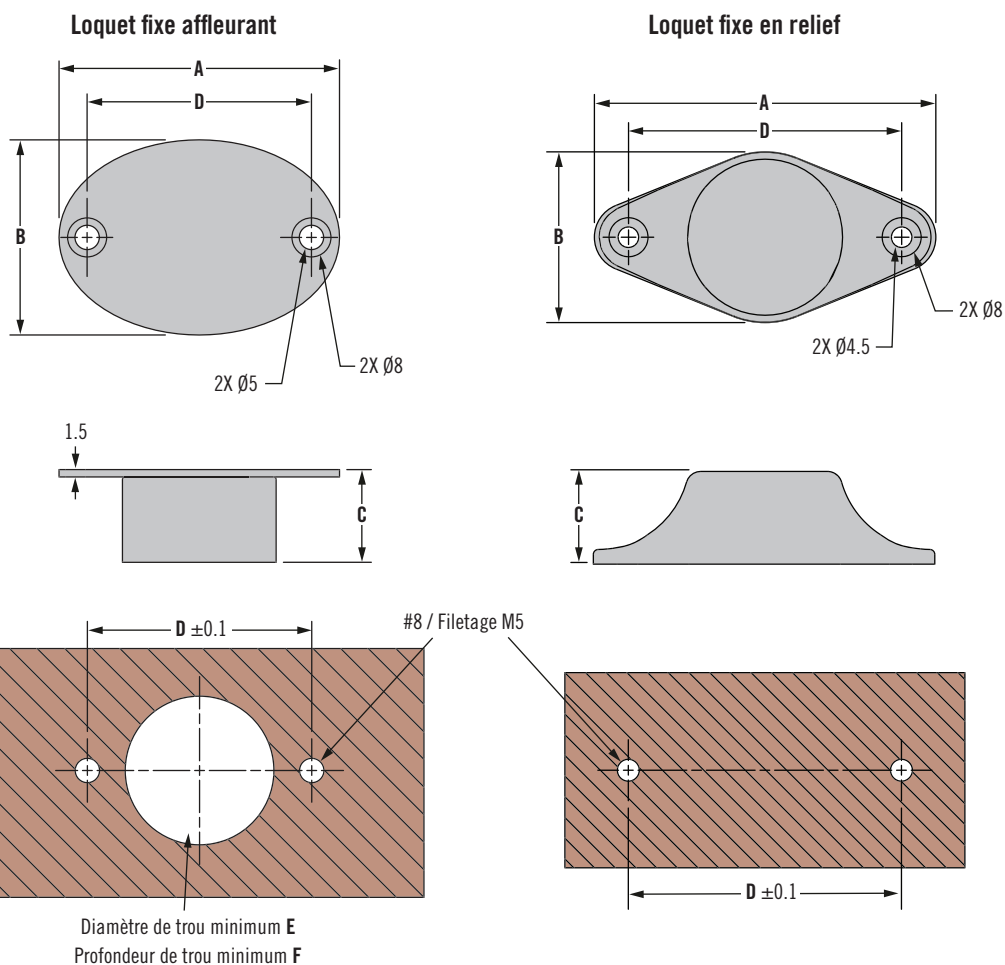 Loquet fixe affleurant
A
D
B
2X Ø5
2X Ø8
1.5
C
D ±0.1
Diamètre de trou minimum E
Profondeur de trou minimum F
#8 / Filetage M5
Loquet fixe en relief
A
D
B
2X Ø8
2X Ø4.5
C
D ±0.1